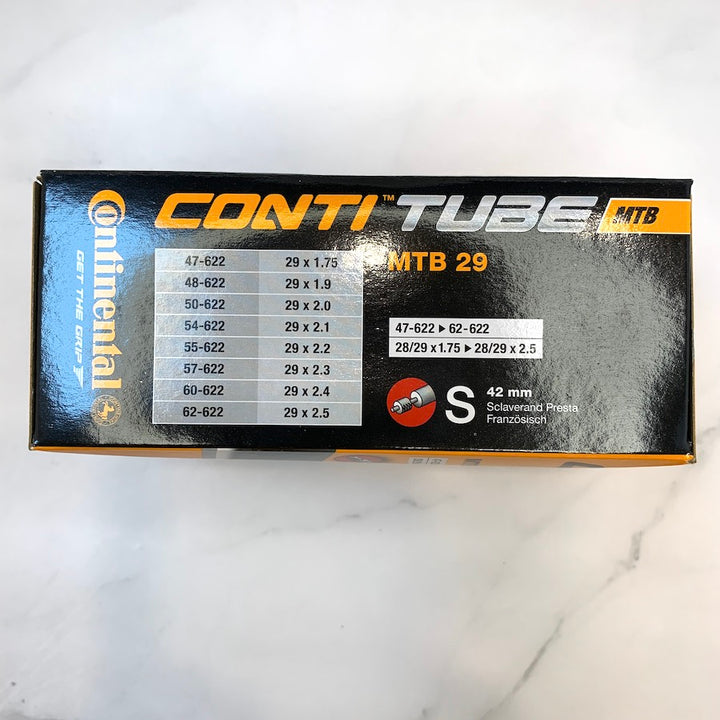 Continental
GET THE GRIP
CONTI™ TUBE MTB
MTB 29
47-622 29 x 1.75
48-622 29 x 1.9
50-622 29 x 2.0
54-622 29 x 2.1
55-622 29 x 2.2
57-622 29 x 2.3
60-622 29 x 2.4
62-622 29 x 2.5
47-622 ▶ 62-622
28/29 x 1.75 ▶ 28/29 x 2.5
S
42 mm
Sclaverand Presta
Französisch